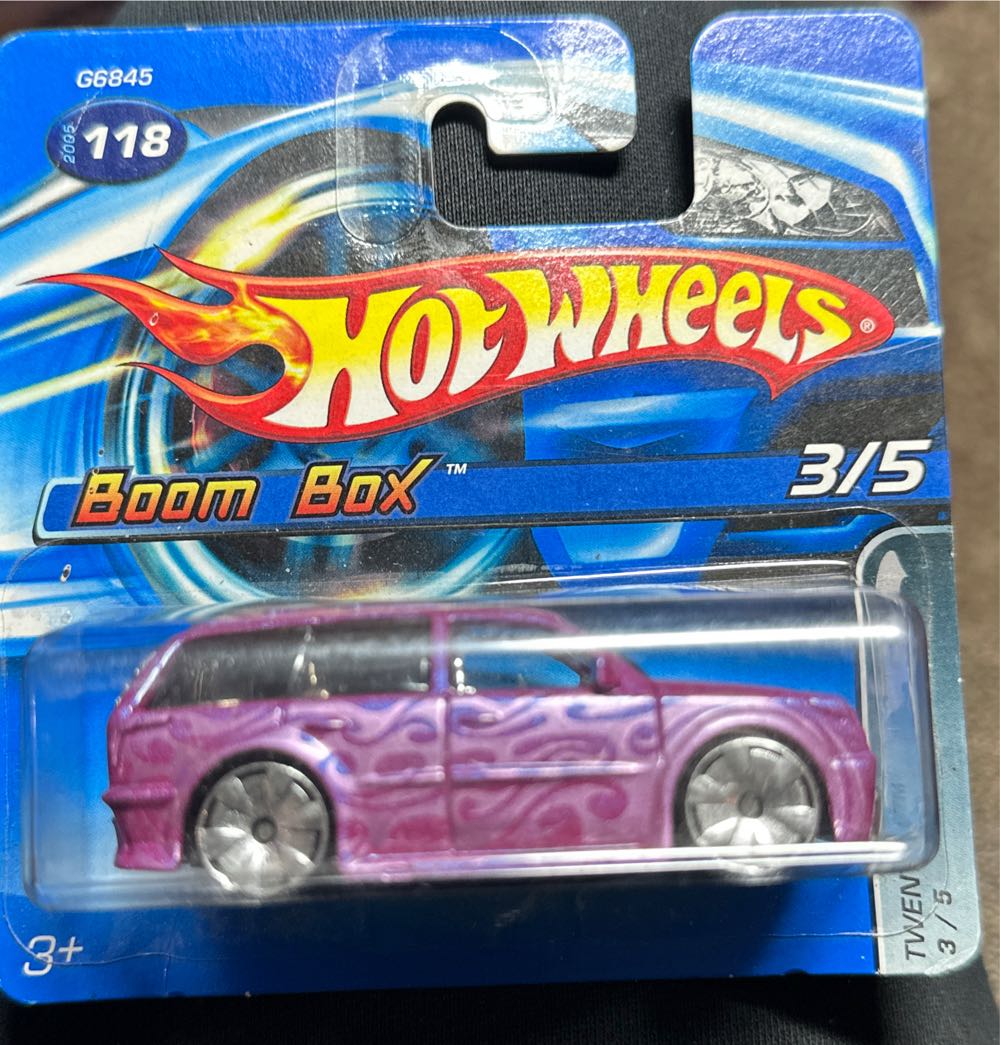 G6845
2005
118
HOT WHEELS®
BOOM BOX™
3/5
3+
TWEN
3 / 5